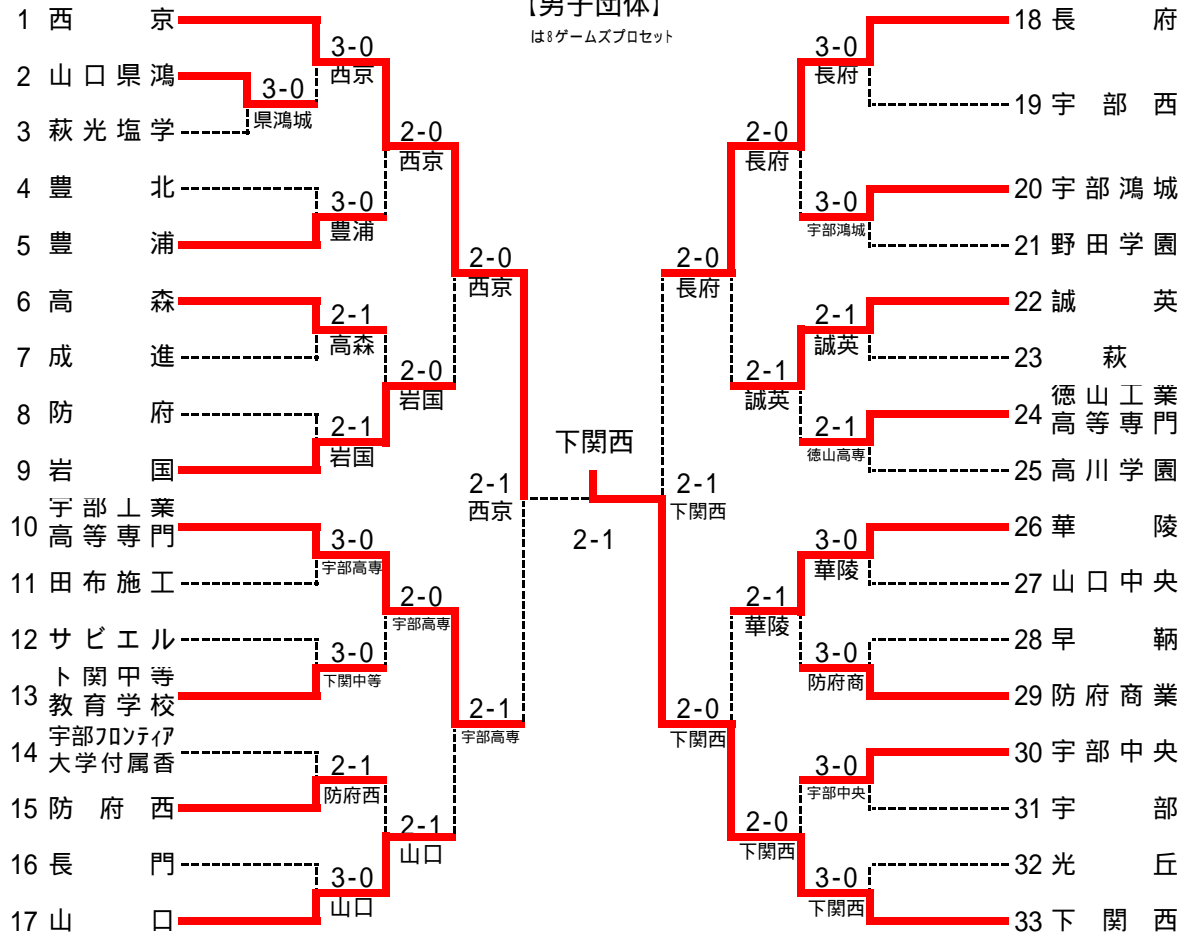 【男子団体】
は8ゲームズプロセット
1 西 京
2 山口県鴻
3 萩光塩学
4 豊 北
5 豊 浦
6 高 森
7 成 進
8 防 府
9 岩 国
10 宇部工業
高等専門
11 田布施工
12 サビエル
13 下関中等
教育学校
14 宇部フロンティア
大学付属香
15 防府西
16 長 門
17 山 口
3-0
県鴻城
3-0
西京
3-0
豊浦
2-1
高森
2-1
岩国
3-0
宇部高専
3-0
下関中等
2-1
防府西
3-0
山口
2-0
西京
2-0
岩国
2-0
宇部高専
2-1
山口
2-0
西京
2-1
宇部高専
2-1
西京
下関西
2-1
2-1
下関西
2-0
長府
2-0
下関西
2-0
長府
2-1
誠英
2-1
華陵
2-0
下関西
3-0
長府
3-0
宇部鴻城
2-1
誠英
2-1
徳山高専
3-0
華陵
3-0
防府商
3-0
宇部中央
3-0
下関西
18 長 府
19 宇部西
20 宇部鴻城
21 野田学園
22 誠 英
23 萩
24 徳山工業
高等専門
25 高川学園
26 華 陵
27 山口中央
28 早 鞆
29 防府商業
30 宇部中央
31 宇 部
32 光 丘
33 下関西